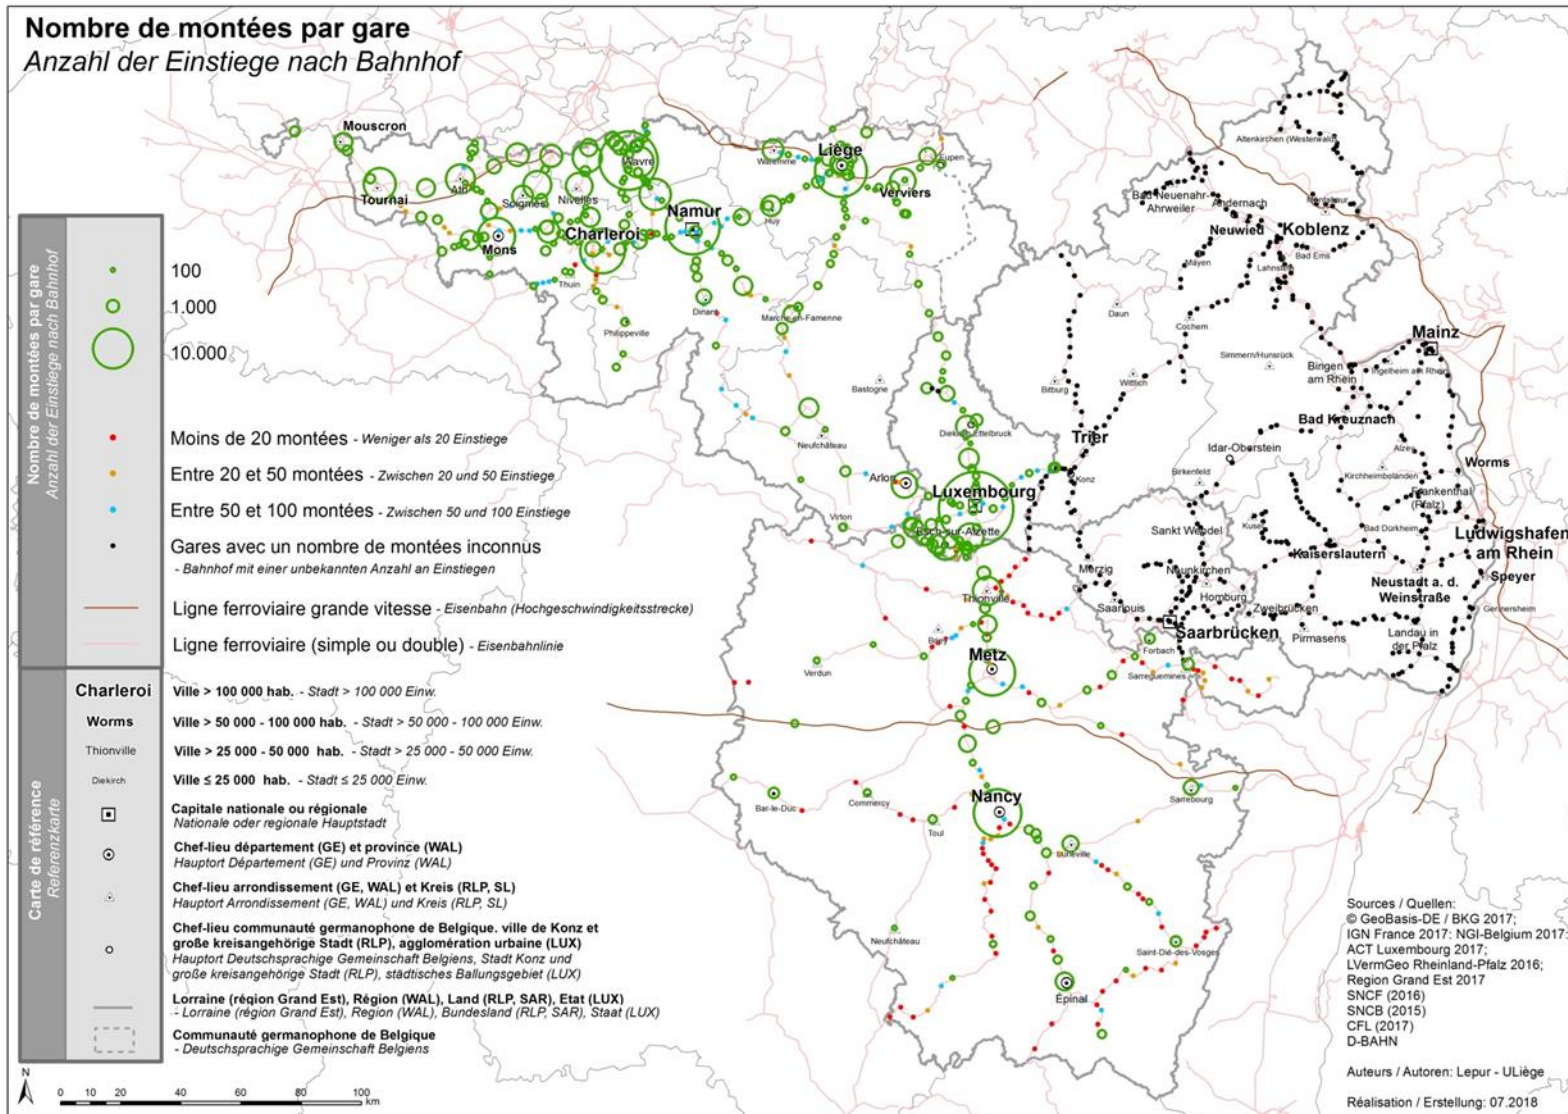 Nombre de montées par gare
Anzahl der Einstiege nach Bahnhof
Nombre de montées par gare
Anzahl der Einstiege nach Bahnhof
100
1.000
10.000
Moins de 20 montées - Weniger als 20 Einstiege
Entre 20 et 50 montées - Zwischen 20 und 50 Einstiege
Entre 50 et 100 montées - Zwischen 50 und 100 Einstiege
Gares avec un nombre de montées inconnus
- Bahnhof mit einer unbekannten Anzahl an Einstiegen
Ligne ferroviaire grande vitesse - Eisenbahn (Hochgeschwindigkeitsstrecke)
Ligne ferroviaire (simple ou double) - Eisenbahnlinie
Carte de référence
Referenzkarte
Charleroi
Ville > 100 000 hab. - Stadt > 100 000 Einw.
Worms
Ville > 50 000 - 100 000 hab. - Stadt > 50 000 - 100 000 Einw.
Thionville
Ville > 25 000 - 50 000 hab. - Stadt > 25 000 - 50 000 Einw.
Diekirch
Ville ≤ 25 000 hab. - Stadt ≤ 25 000 Einw.
Capitale nationale ou régionale
Nationale oder regionale Hauptstadt
Chef-lieu département (GE) et province (WAL)
Hauptort Département (GE) und Provinz (WAL)
Chef-lieu arrondissement (GE, WAL) et Kreis (RLP, SL)
Hauptort Arrondissement (GE, WAL) und Kreis (RLP, SL)
Chef-lieu communauté germanophone de Belgique. ville de Konz et
große kreisangehörige Stadt (RLP), agglomération urbaine (LUX)
Hauptort Deutschsprachige Gemeinschaft Belgiens, Stadt Konz und
große kreisangehörige Stadt (RLP), städtisches Ballungsgebiet (LUX)
Lorraine (région Grand Est), Région (WAL), Land (RLP, SAR), Etat (LUX)
- Lorraine (région Grand Est), Region (WAL), Bundesland (RLP, SAR), Staat (LUX)
Communauté germanophone de Belgique
- Deutschsprachige Gemeinschaft Belgiens
N
0 10 20 40 60 80 100
km
Mouscron
Tournai
Ath
Soignies
Mons
Nivelles
Wavre
Charleroi
Thuin
Philippeville
Namur
Dinant
Huy
Waremme
Liège
Verviers
Eupen
Marche-en-Famenne
Bastogne
Neufchâteau
Arlon
Virton
Diekirch
Ettelbruck
Luxembourg
Esch-sur-Alzette
Thionville
Briey
Metz
Verdun
Forbach
Sarreguemines
Bar-le-Duc
Commercy
Toul
Nancy
Sarrebourg
Lunéville
Neufchâteau
Saint-Dié-des-Vosges
Épinal
Altenkirchen (Westerwald)
Bad Neuenahr-
Ahrweiler
Andernach
Neuwied
Montabaur
Koblenz
Bad Ems
Lahnstein
Mayen
Daun
Cochem
Simmern/Hunsrück
Mainz
Bingen
am Rhein
Ingelheim am Rhein
Bitburg
Wittlich
Trier
Konz
Bad Kreuznach
Idar-Oberstein
Birkenfeld
Alzey
Kirchheimbolanden
Worms
Frankenthal
(Pfalz)
Bad Dürkheim
Ludwigshafen
am Rhein
Sankt Wendel
Kusel
Kaiserslautern
Merzig
Neunkirchen
Homburg
Saarlouis
Zweibrücken
Saarbrücken
Pirmasens
Neustadt a. d.
Weinstraße
Speyer
Germersheim
Landau in
der Pfalz
Sources / Quellen:
© GeoBasis-DE / BKG 2017;
IGN France 2017: NGI-Belgium 2017;
ACT Luxembourg 2017;
LVermGeo Rheinland-Pfalz 2016;
Region Grand Est 2017
SNCF (2016)
SNCB (2015)
CFL (2017)
D-BAHN
Auteurs / Autoren: Lepur - ULiège
Réalisation / Erstellung: 07.2018